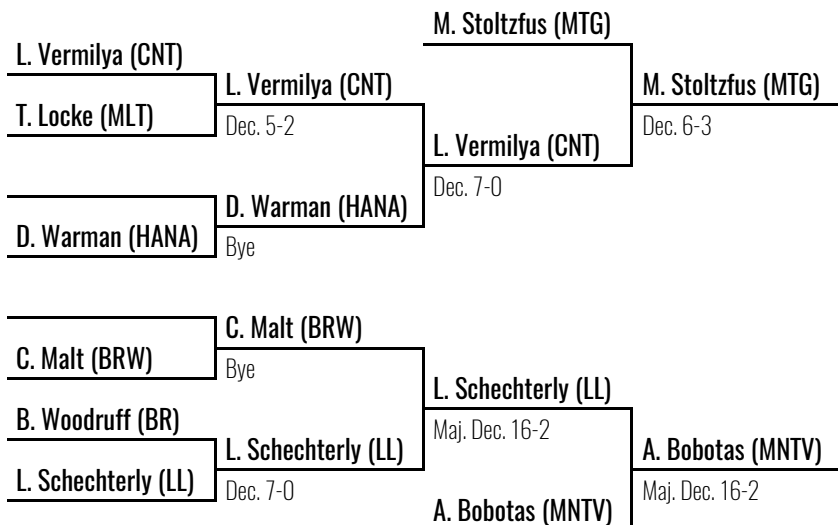 M. Stoltzfus (MTG)
L. Vermilya (CNT)
L. Vermilya (CNT)
M. Stoltzfus (MTG)
T. Locke (MLT)
Dec. 5-2
Dec. 6-3
L. Vermilya (CNT)
Dec. 7-0
D. Warman (HANA)
D. Warman (HANA)
Bye
C. Malt (BRW)
C. Malt (BRW)
Bye
L. Schechterly (LL)
B. Woodruff (BR)
Maj. Dec. 16-2
L. Schechterly (LL)
A. Bobotas (MNTV)
L. Schechterly (LL)
Dec. 7-0
Maj. Dec. 16-2
A. Bobotas (MNTV)